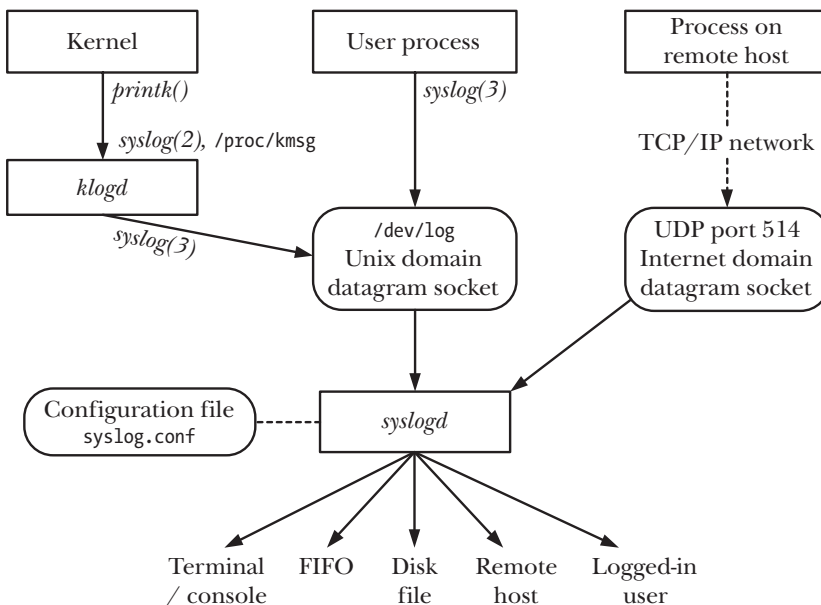 Kernel
User process
Process on
remote host
printk()
syslog(3)
syslog(2), /proc/kmsg
TCP/IP network
klogd
syslog(3)
/dev/log
Unix domain
datagram socket
UDP port 514
Internet domain
datagram socket
Configuration file
syslog.conf
syslogd
Terminal
/ console
FIFO
Disk
file
Remote
host
Logged-in
user